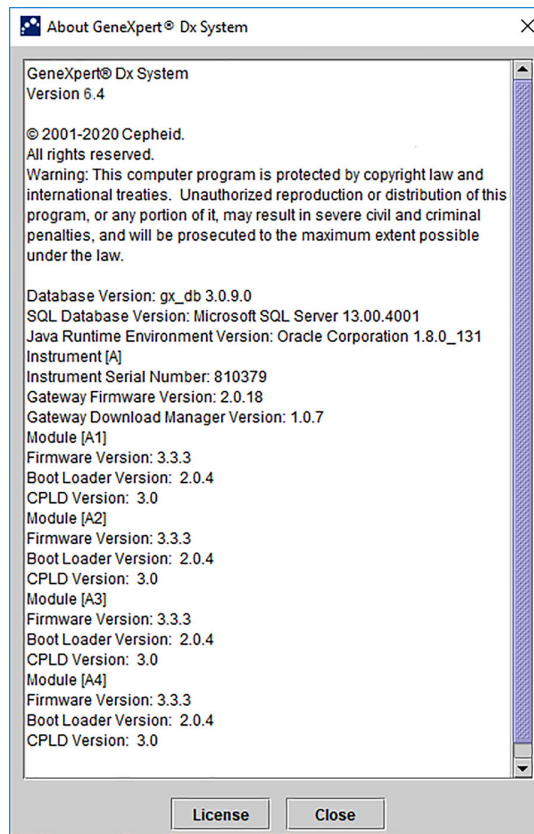 About GeneXpert® Dx System
GeneXpert® Dx System
Version 6.4
© 2001-2020 Cepheid.
All rights reserved.
Warning: This computer program is protected by copyright law and
international treaties. Unauthorized reproduction or distribution of this
program, or any portion of it, may result in severe civil and criminal
penalties, and will be prosecuted to the maximum extent possible
under the law.
Database Version: gx_db 3.0.9.0
SQL Database Version: Microsoft SQL Server 13.00.4001
Java Runtime Environment Version: Oracle Corporation 1.8.0_131
Instrument [A]
Instrument Serial Number: 810379
Gateway Firmware Version: 2.0.18
Gateway Download Manager Version: 1.0.7
Module [A1]
Firmware Version: 3.3.3
Boot Loader Version: 2.0.4
CPLD Version: 3.0
Module [A2]
Firmware Version: 3.3.3
Boot Loader Version: 2.0.4
CPLD Version: 3.0
Module [A3]
Firmware Version: 3.3.3
Boot Loader Version: 2.0.4
CPLD Version: 3.0
Module [A4]
Firmware Version: 3.3.3
Boot Loader Version: 2.0.4
CPLD Version: 3.0
License Close